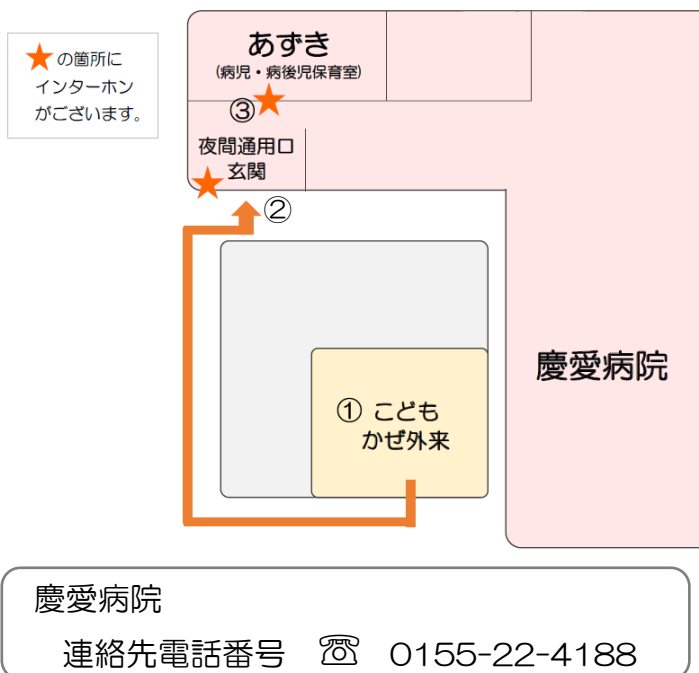 ★の箇所に
インターホン
がございます。
あずき
(病児・病後児保育室)
③★
夜間通用口
玄関
★
②
① こども
かぜ外来
慶愛病院
慶愛病院
連絡先電話番号 ☏ 0155-22-4188